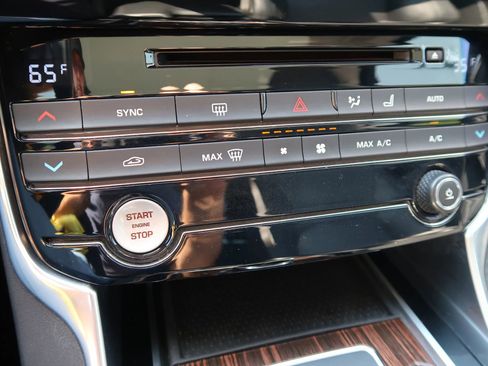 65 F
SYNC
AUTO
MAX
MAX A/C
A/C
START
ENGINE
STOP